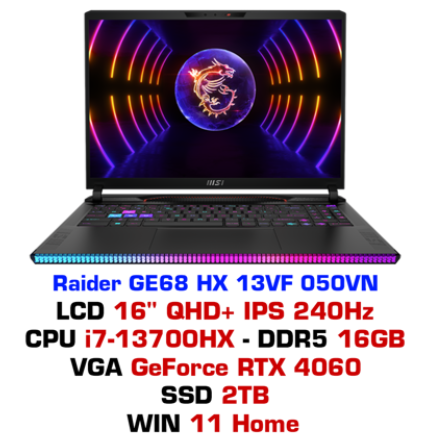 msi
Raider GE68 HX 13VF 050VN
LCD 16" QHD+ IPS 240Hz
CPU i7-13700HX - DDR5 16GB
VGA GeForce RTX 4060
SSD 2TB
WIN 11 Home